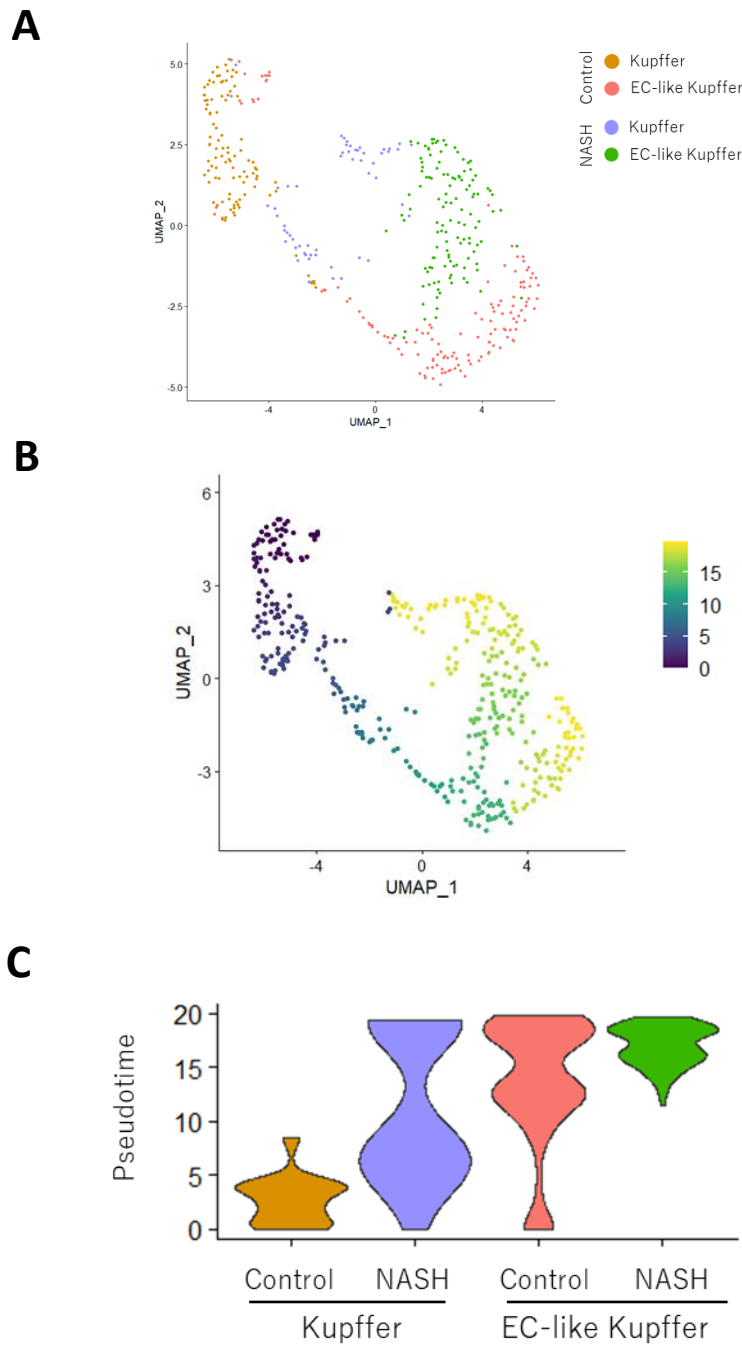 A
Control
Kupffer
EC-like Kupffer
NASH
Kupffer
EC-like Kupffer
5.0
2.5
0.0
-2.5
-5.0
UMAP_2
-4
0
4
UMAP_1
B
6
3
0
-3
UMAP_2
-4
0
4
UMAP_1
15
10
5
0
C
20
15
10
5
0
Pseudotime
Control NASH Control NASH
Kupffer EC-like Kupffer